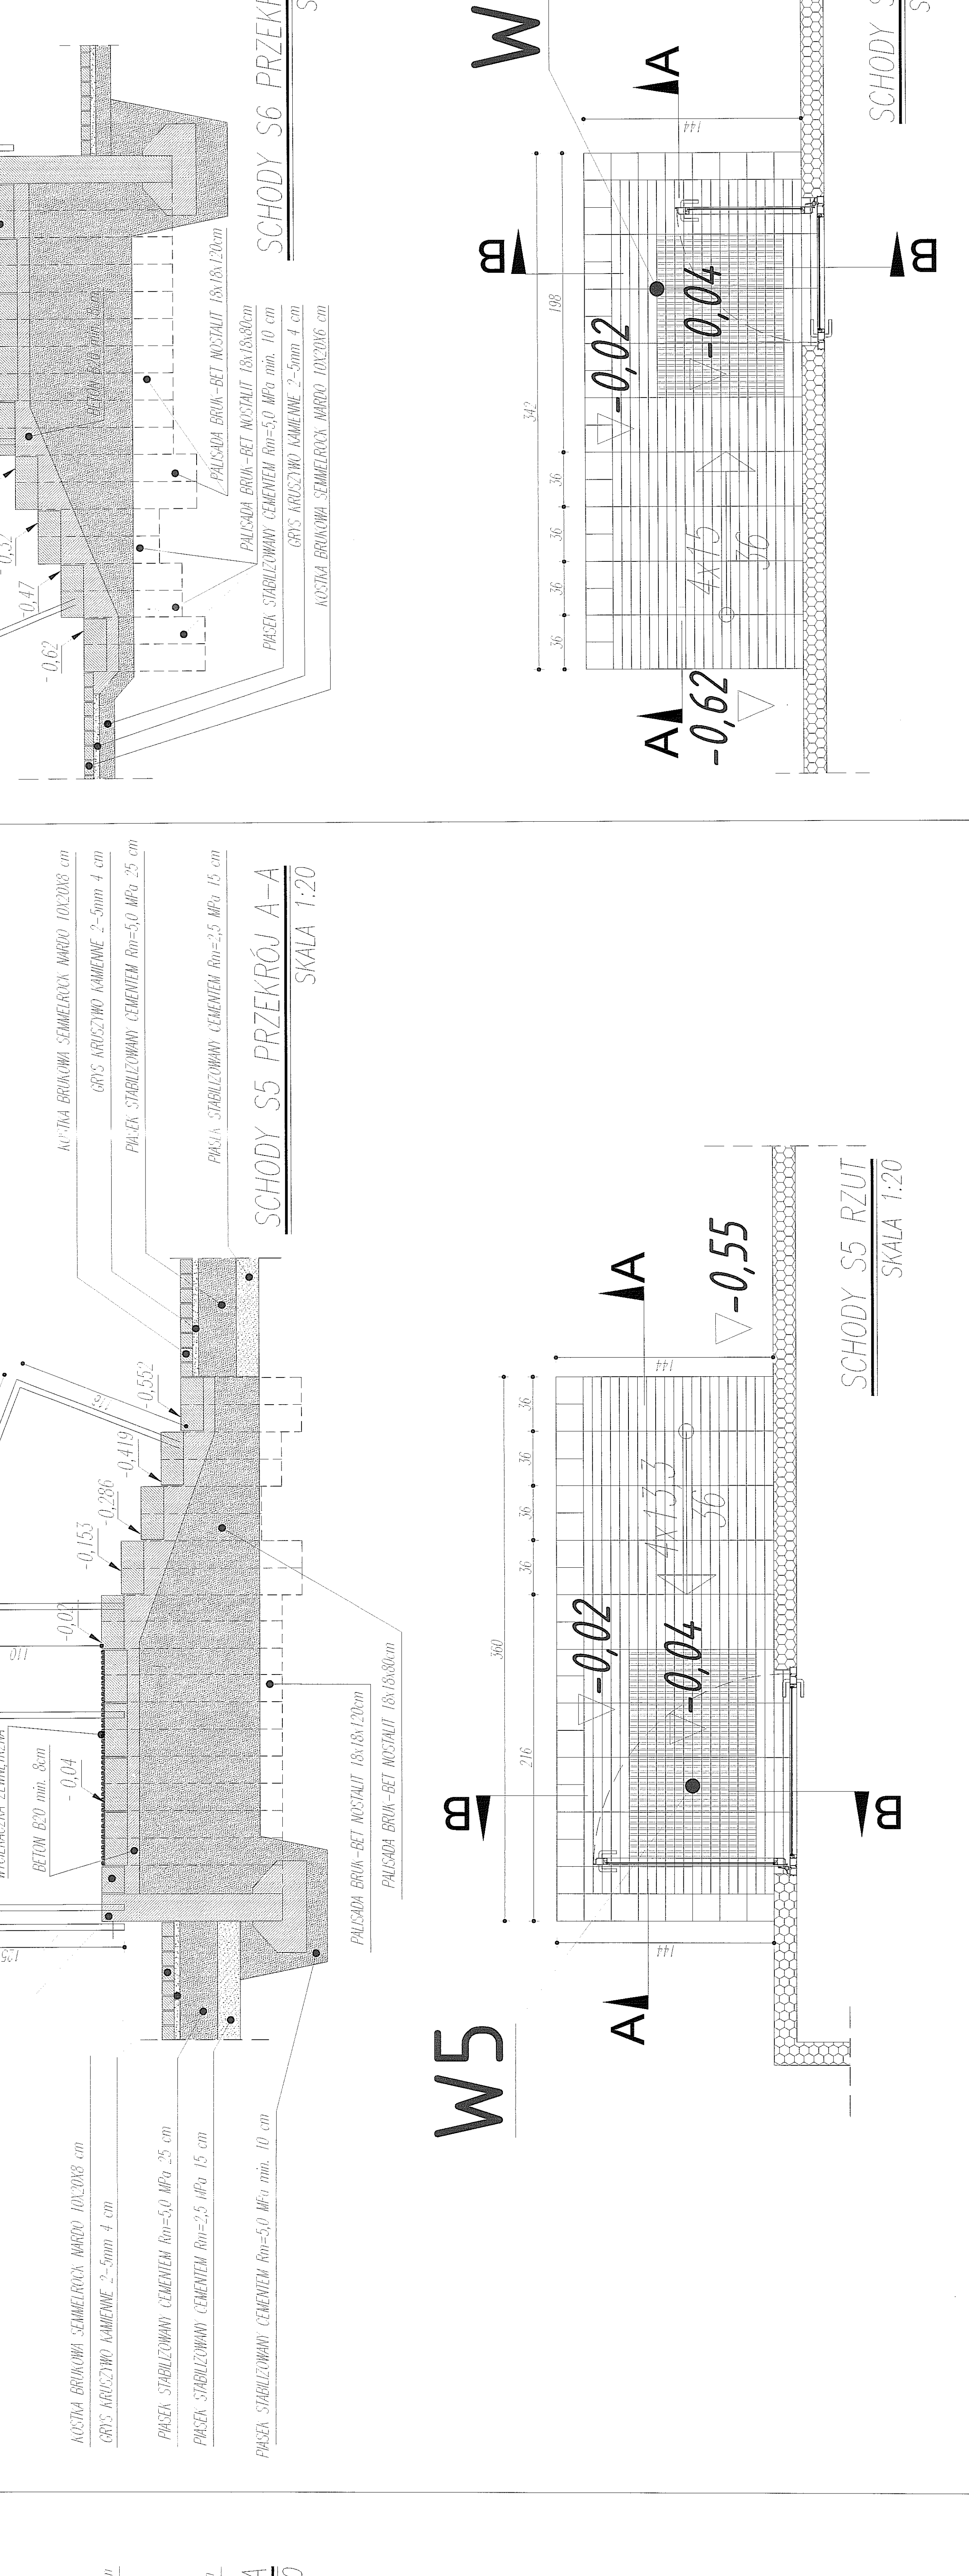 SCHODY S6 PRZEK
BETON B20 min. 8cm
-0,47
-0,62
PALISADA BRUK-BET NOSTALIT 18x18x120cm
PALISADA BRUK-BET NOSTALIT 18x18x80cm
PIASEK STABILIZOWANY CEMENTEM Rm=5,0 MPa min. 10 cm
GRYS KRUSZYWO KAMIENNE 2-5mm 4 cm
KOSTKA BRUKOWA SEMMELROCK NARDO 10X20X6 cm
W
A
144
B
B
342
198
36
36
36
36
-0,02
-0,04
4x15
36
A
-0,62
SCHODY S
KOSTKA BRUKOWA SEMMELROCK NARDO 10X20X8 cm
GRYS KRUSZYWO KAMIENNE 2-5mm 4 cm
PIASEK STABILIZOWANY CEMENTEM Rm=5,0 MPa 25 cm
PIASEK STABILIZOWANY CEMENTEM Rm=2,5 MPa 15 cm
SCHODY S5 PRZEKRÓJ A-A
SKALA 1:20
-0,552
-0,419
-0,286
-0,153
-0,02
110
-0,04
BETON B20 min. 8cm
125
PALISADA BRUK-BET NOSTALIT 18x18x120cm
PALISADA BRUK-BET NOSTALIT 18x18x80cm
KOSTKA BRUKOWA SEMMELROCK NARDO 10X20X8 cm
GRYS KRUSZYWO KAMIENNE 2-5mm 4 cm
PIASEK STABILIZOWANY CEMENTEM Rm=5,0 MPa 25 cm
PIASEK STABILIZOWANY CEMENTEM Rm=2,5 MPa 15 cm
PIASEK STABILIZOWANY CEMENTEM Rm=5,0 MPa min. 10 cm
W5
A
-0,55
144
36
36
36
36
360
216
4x13,3
36
-0,02
-0,04
B
B
144
A
SCHODY S5 RZUT
SKALA 1:20